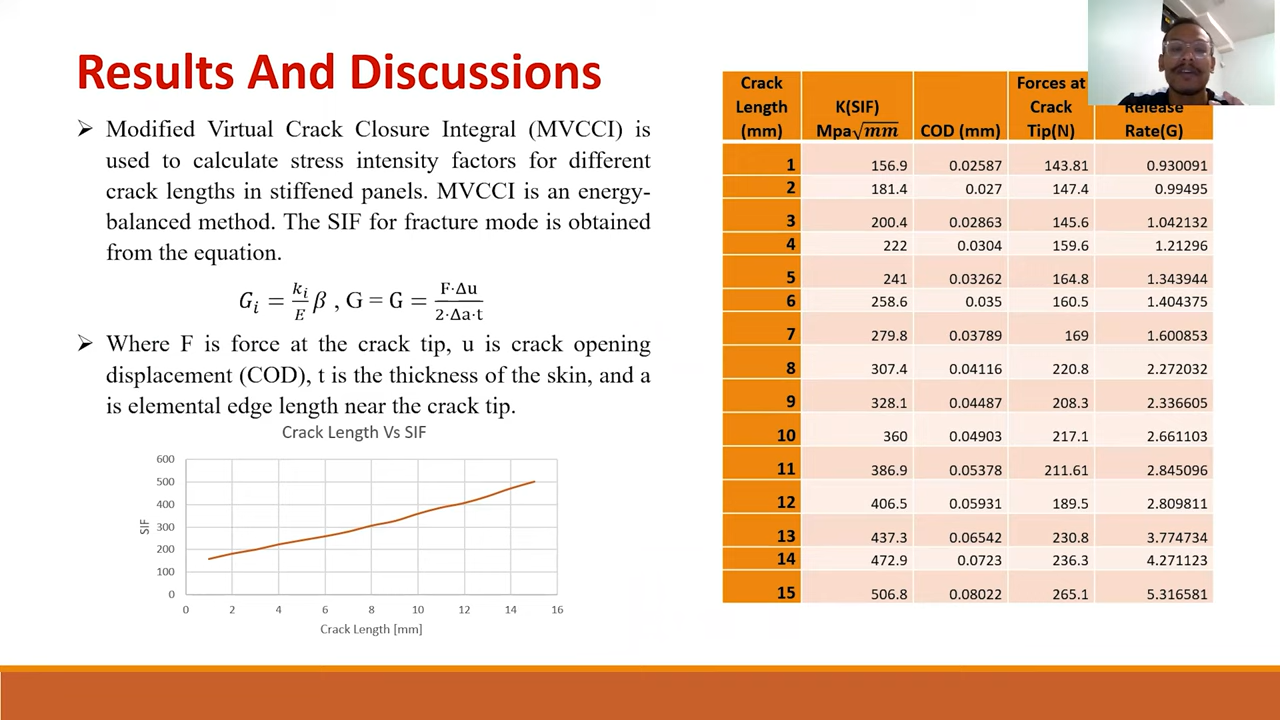 Results And Discussions
➢ Modified Virtual Crack Closure Integral (MVCCI) is
used to calculate stress intensity factors for different
crack lengths in stiffened panels. MVCCI is an energy-
balanced method. The SIF for fracture mode is obtained
from the equation.
G_i = k_i/E β , G = G = F·Δu/2·Δa·t
➢ Where F is force at the crack tip, u is crack opening
displacement (COD), t is the thickness of the skin, and a
is elemental edge length near the crack tip.
Crack Length Vs SIF
600
500
400
300
200
100
0
SIF
0 2 4 6 8 10 12 14 16
Crack Length [mm]
Crack Length (mm) K(SIF) Mpa√mm COD (mm) Forces at Crack Tip(N) Release Rate(G)
1 156.9 0.02587 143.81 0.930091
2 181.4 0.027 147.4 0.99495
3 200.4 0.02863 145.6 1.042132
4 222 0.0304 159.6 1.21296
5 241 0.03262 164.8 1.343944
6 258.6 0.035 160.5 1.404375
7 279.8 0.03789 169 1.600853
8 307.4 0.04116 220.8 2.272032
9 328.1 0.04487 208.3 2.336605
10 360 0.04903 217.1 2.661103
11 386.9 0.05378 211.61 2.845096
12 406.5 0.05931 189.5 2.809811
13 437.3 0.06542 230.8 3.774734
14 472.9 0.0723 236.3 4.271123
15 506.8 0.08022 265.1 5.316581